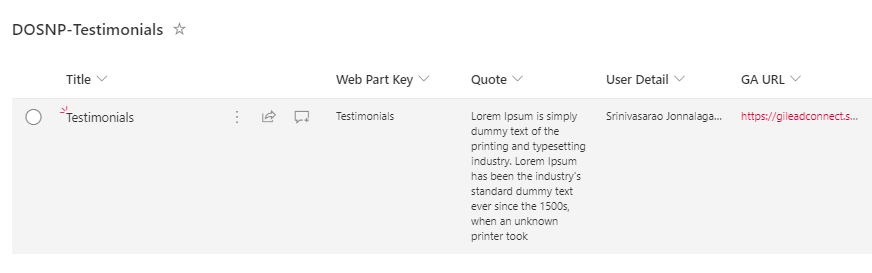 DOSNP-Testimonials
Title Web Part Key Quote User Detail GA URL
Testimonials Testimonials Lorem Ipsum is simply Srinivasarao Jonnalaga... https://gileadconnect.s...
dummy text of the
printing and typesetting
industry. Lorem Ipsum
has been the industry's
standard dummy text
ever since the 1500s,
when an unknown
printer took